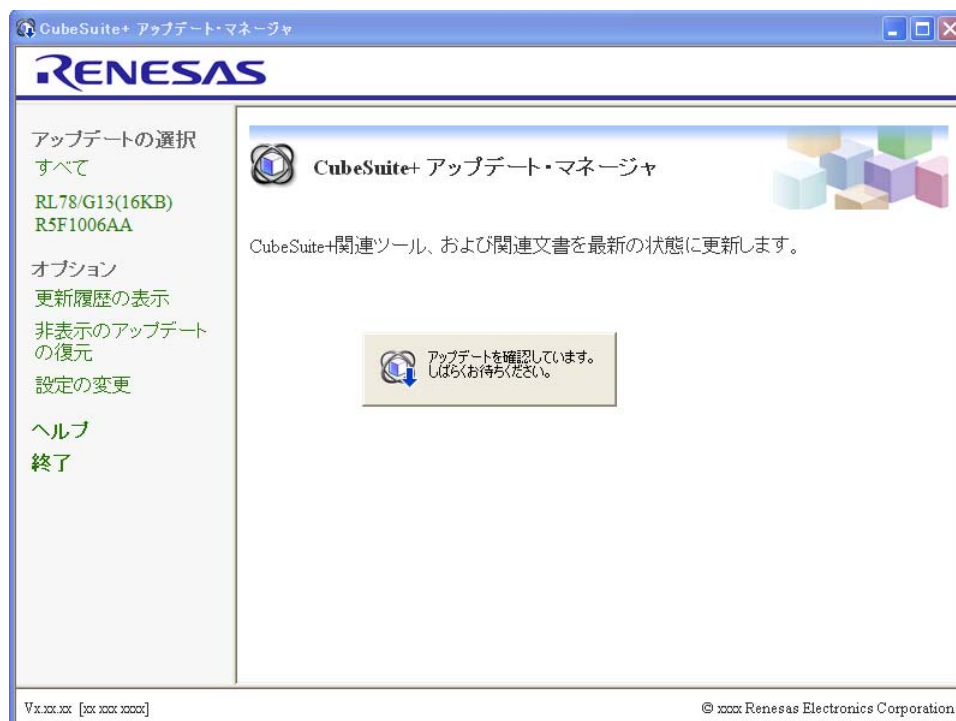 CubeSuite+ アップデート・マネージャ
RENESAS
アップデートの選択
すべて
RL78/G13(16KB)
R5F1006AA
オプション
更新履歴の表示
非表示のアップデート
の復元
設定の変更
ヘルプ
終了
CubeSuite+ アップデート・マネージャ
CubeSuite+関連ツール、および関連文書を最新の状態に更新します。
アップデートを確認しています。
しばらくお待ちください。
Vx.xx.xx [xx xxx xxxx]
© xxxx Renesas Electronics Corporation